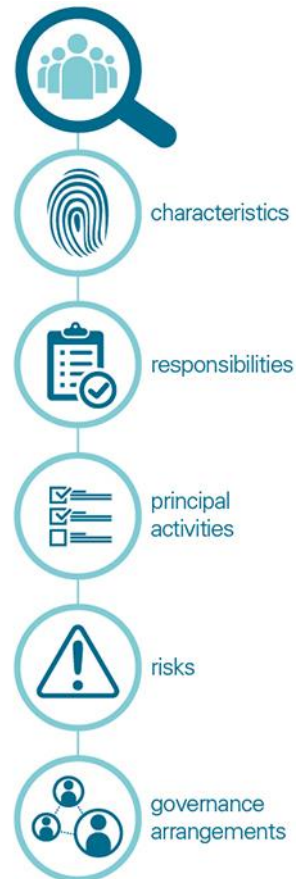 characteristics
responsibilities
principal
activities
risks
governance
arrangements